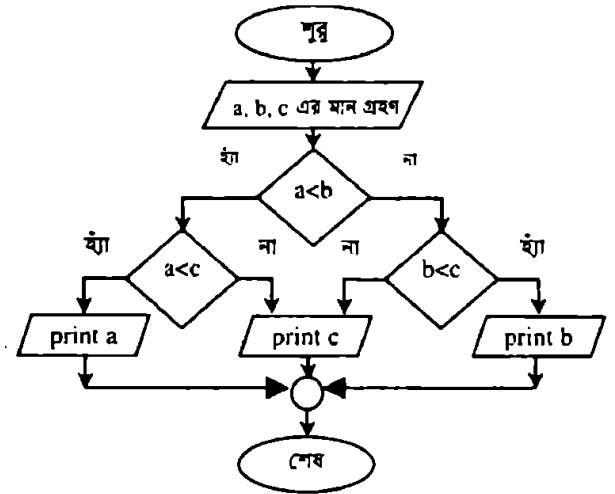 শুরু
a, b, c এর মান গ্রহণ
হ্যাঁ না
a<b
হ্যাঁ না না হ্যাঁ
a<c b<c
print a print c print b
শেষ